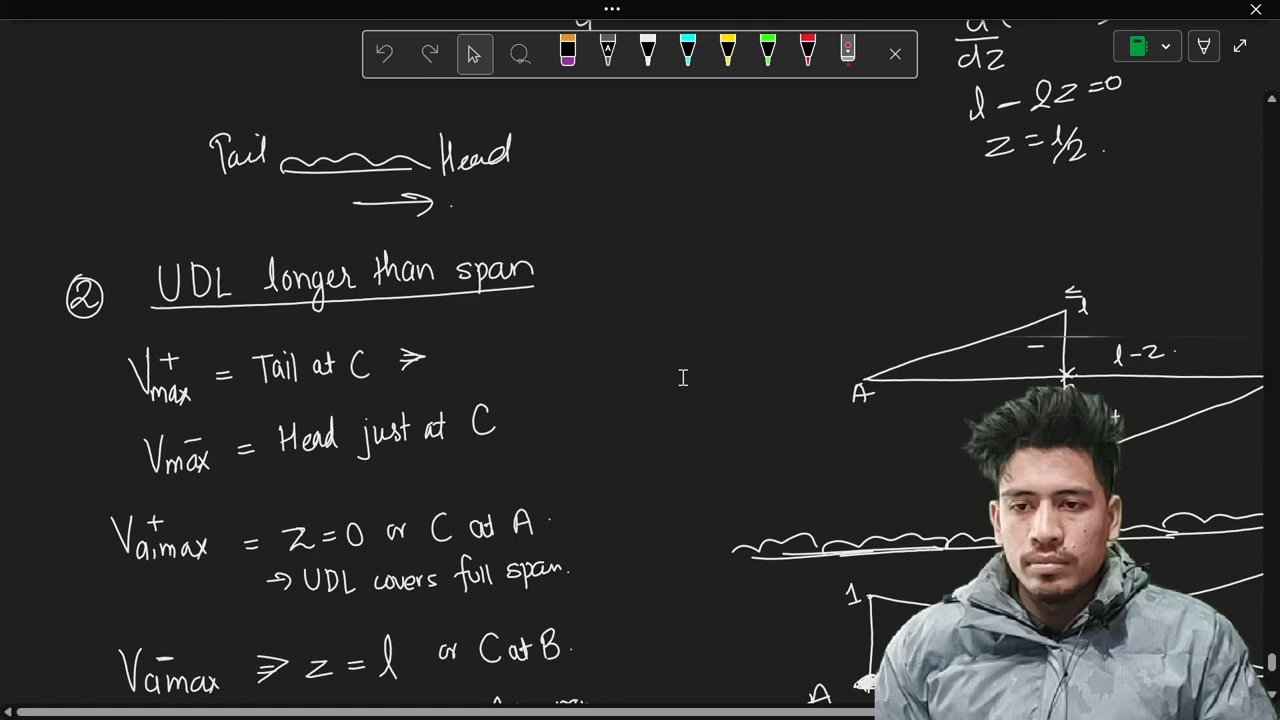 dz
l - lz = 0
z = l/2 .
Tail Head
② UDL longer than span
V+max = Tail at C ⇒
V-max = Head just at C
V+a,max = z = 0 or C at A .
→ UDL covers full span.
V-a,max ⇒ z = l or C at B .
z
l
-
l - z .
A
+
1
A